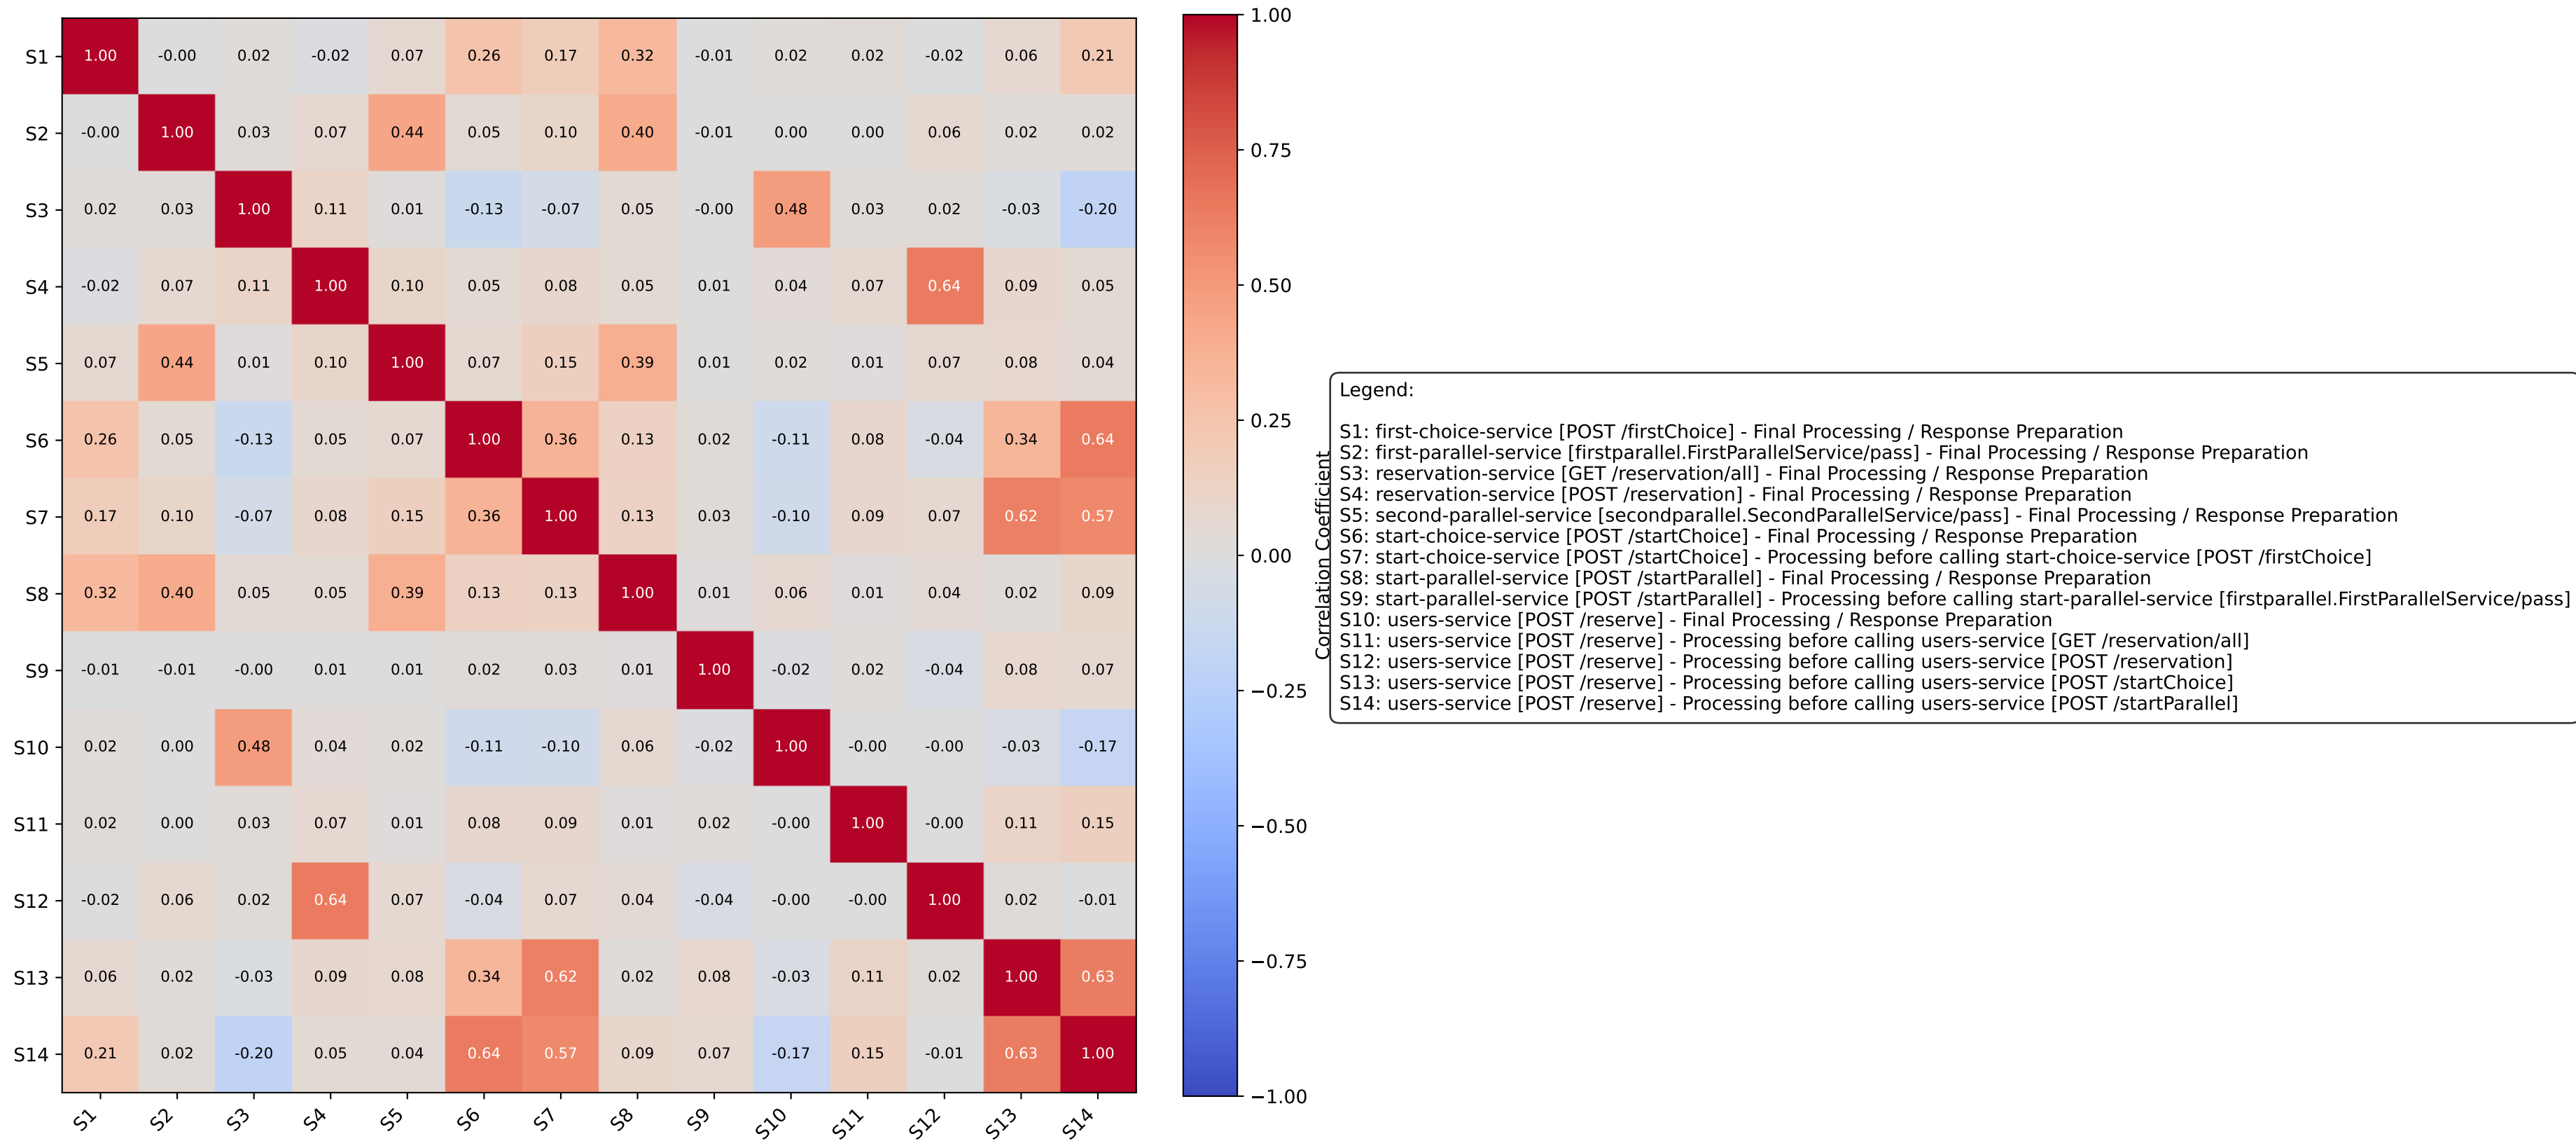 S1 1.00 -0.00 0.02 -0.02 0.07 0.26 0.17 0.32 -0.01 0.02 0.02 -0.02 0.06 0.21
S2 -0.00 1.00 0.03 0.07 0.44 0.05 0.10 0.40 -0.01 0.00 0.00 0.06 0.02 0.02
S3 0.02 0.03 1.00 0.11 0.01 -0.13 -0.07 0.05 -0.00 0.48 0.03 0.02 -0.03 -0.20
S4 -0.02 0.07 0.11 1.00 0.10 0.05 0.08 0.05 0.01 0.04 0.07 0.64 0.09 0.05
S5 0.07 0.44 0.01 0.10 1.00 0.07 0.15 0.39 0.01 0.02 0.01 0.07 0.08 0.04
S6 0.26 0.05 -0.13 0.05 0.07 1.00 0.36 0.13 0.02 -0.11 0.08 -0.04 0.34 0.64
S7 0.17 0.10 -0.07 0.08 0.15 0.36 1.00 0.13 0.03 -0.10 0.09 0.07 0.62 0.57
S8 0.32 0.40 0.05 0.05 0.39 0.13 0.13 1.00 0.01 0.06 0.01 0.04 0.02 0.09
S9 -0.01 -0.01 -0.00 0.01 0.01 0.02 0.03 0.01 1.00 -0.02 0.02 -0.04 0.08 0.07
S10 0.02 0.00 0.48 0.04 0.02 -0.11 -0.10 0.06 -0.02 1.00 -0.00 -0.00 -0.03 -0.17
S11 0.02 0.00 0.03 0.07 0.01 0.08 0.09 0.01 0.02 -0.00 1.00 -0.00 0.11 0.15
S12 -0.02 0.06 0.02 0.64 0.07 -0.04 0.07 0.04 -0.04 -0.00 -0.00 1.00 0.02 -0.01
S13 0.06 0.02 -0.03 0.09 0.08 0.34 0.62 0.02 0.08 -0.03 0.11 0.02 1.00 0.63
S14 0.21 0.02 -0.20 0.05 0.04 0.64 0.57 0.09 0.07 -0.17 0.15 -0.01 0.63 1.00
S1 S2 S3 S4 S5 S6 S7 S8 S9 S10 S11 S12 S13 S14
1.00
0.75
0.50
0.25
0.00
−0.25
−0.50
−0.75
−1.00
Correlation Coefficient
Legend:
S1: first-choice-service [POST /firstChoice] - Final Processing / Response Preparation
S2: first-parallel-service [firstparallel.FirstParallelService/pass] - Final Processing / Response Preparation
S3: reservation-service [GET /reservation/all] - Final Processing / Response Preparation
S4: reservation-service [POST /reservation] - Final Processing / Response Preparation
S5: second-parallel-service [secondparallel.SecondParallelService/pass] - Final Processing / Response Preparation
S6: start-choice-service [POST /startChoice] - Final Processing / Response Preparation
S7: start-choice-service [POST /startChoice] - Processing before calling start-choice-service [POST /firstChoice]
S8: start-parallel-service [POST /startParallel] - Final Processing / Response Preparation
S9: start-parallel-service [POST /startParallel] - Processing before calling start-parallel-service [firstparallel.FirstParallelService/pass]
S10: users-service [POST /reserve] - Final Processing / Response Preparation
S11: users-service [POST /reserve] - Processing before calling users-service [GET /reservation/all]
S12: users-service [POST /reserve] - Processing before calling users-service [POST /reservation]
S13: users-service [POST /reserve] - Processing before calling users-service [POST /startChoice]
S14: users-service [POST /reserve] - Processing before calling users-service [POST /startParallel]